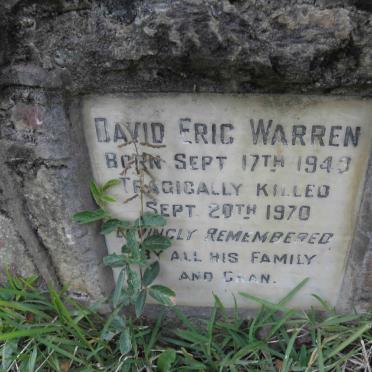 DAVID ERIC WARREN
BORN SEPT 17TH 1949
TRAGICALLY KILLED
SEPT. 20TH 1970
LOVINGLY REMEMBERED
BY ALL HIS FAMILY
AND GRAN.